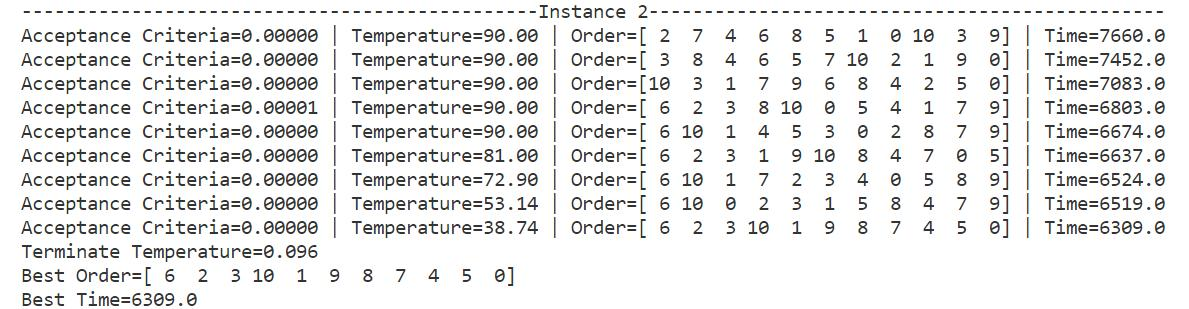 -----------------------------------------------Instance 2-----------------------------------------------
Acceptance Criteria=0.00000 | Temperature=90.00 | Order=[ 2  7  4  6  8  5  1  0 10  3  9] | Time=7660.0
Acceptance Criteria=0.00000 | Temperature=90.00 | Order=[ 3  8  4  6  5  7 10  2  1  9  0] | Time=7452.0
Acceptance Criteria=0.00000 | Temperature=90.00 | Order=[10  3  1  7  9  6  8  4  2  5  0] | Time=7083.0
Acceptance Criteria=0.00001 | Temperature=90.00 | Order=[ 6  2  3  8 10  0  5  4  1  7  9] | Time=6803.0
Acceptance Criteria=0.00000 | Temperature=90.00 | Order=[ 6 10  1  4  5  3  0  2  8  7  9] | Time=6674.0
Acceptance Criteria=0.00000 | Temperature=81.00 | Order=[ 6  2  3  1  9 10  8  4  7  0  5] | Time=6637.0
Acceptance Criteria=0.00000 | Temperature=72.90 | Order=[ 6 10  1  7  2  3  4  0  5  8  9] | Time=6524.0
Acceptance Criteria=0.00000 | Temperature=53.14 | Order=[ 6 10  0  2  3  1  5  8  4  7  9] | Time=6519.0
Acceptance Criteria=0.00000 | Temperature=38.74 | Order=[ 6  2  3 10  1  9  8  7  4  5  0] | Time=6309.0
Terminate Temperature=0.096
Best Order=[ 6  2  3 10  1  9  8  7  4  5  0]
Best Time=6309.0